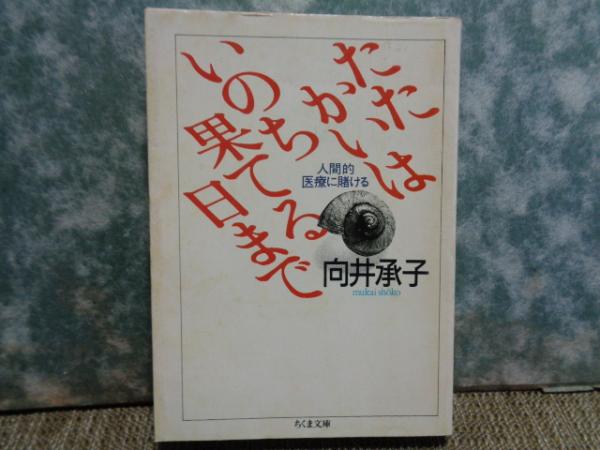 たたかいは
いのち果てる
日まで
人間的
医療に賭ける
向井承子
mukai shōko
ちくま文庫